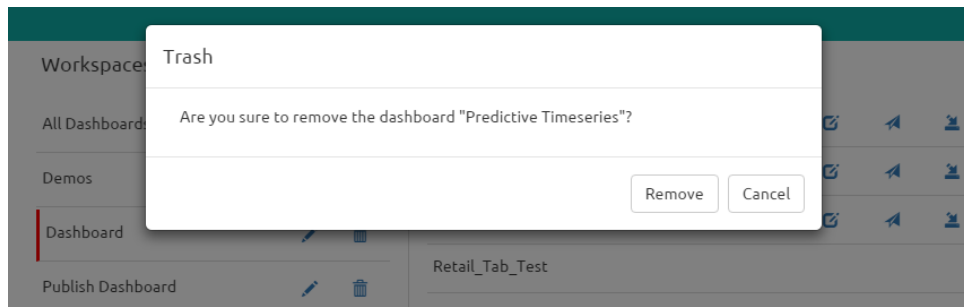 Trash
Are you sure to remove the dashboard "Predictive Timeseries"?
Remove
Cancel
Workspaces
All Dashboards
Demos
Dashboard
Publish Dashboard
Retail_Tab_Test